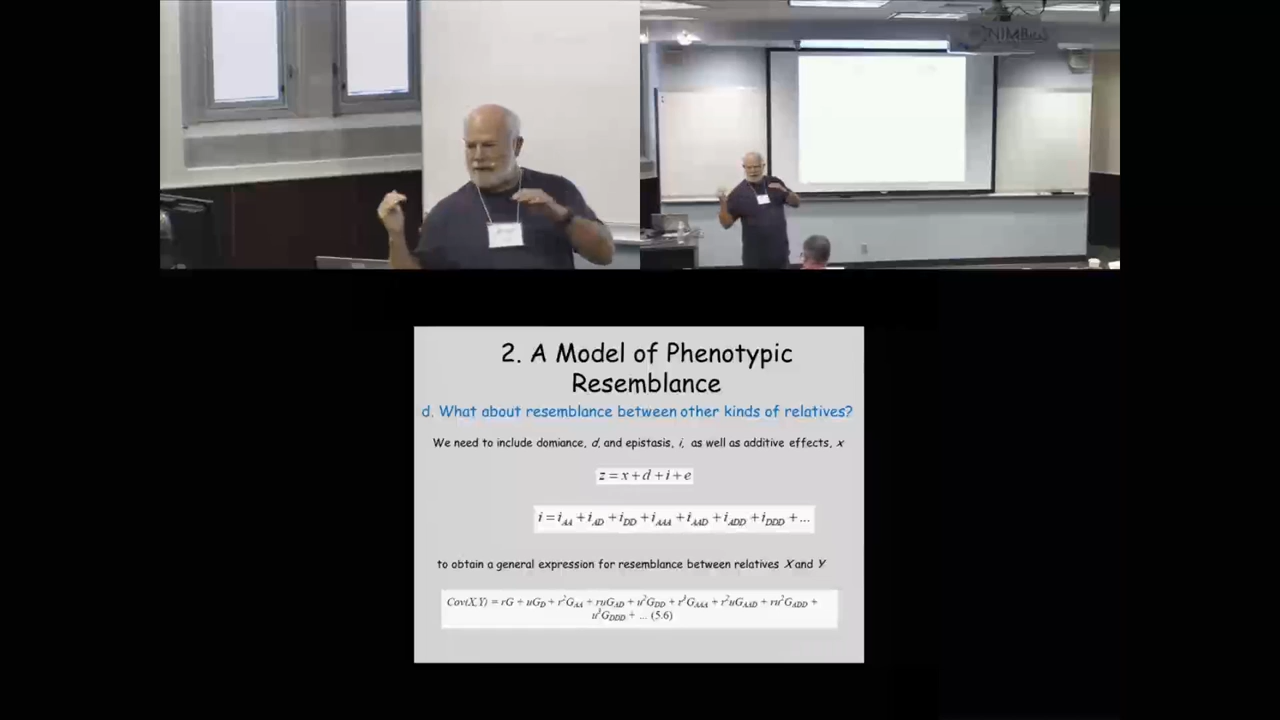 NIMBioS
2. A Model of Phenotypic
Resemblance
d. What about resemblance between other kinds of relatives?
We need to include domiance, d, and epistasis, i, as well as additive effects, x
z = x + d + i + e
i = i_AA + i_AD + i_DD + i_AAA + i_AAD + i_ADD + i_DDD + ...
to obtain a general expression for resemblance between relatives X and Y
Cov(X,Y) = rG + uG_D + r²G_AA + ruG_AD + u²G_DD + r³G_AAA + r²uG_AAD + ru²G_ADD +
u³G_DDD + ... (5.6)